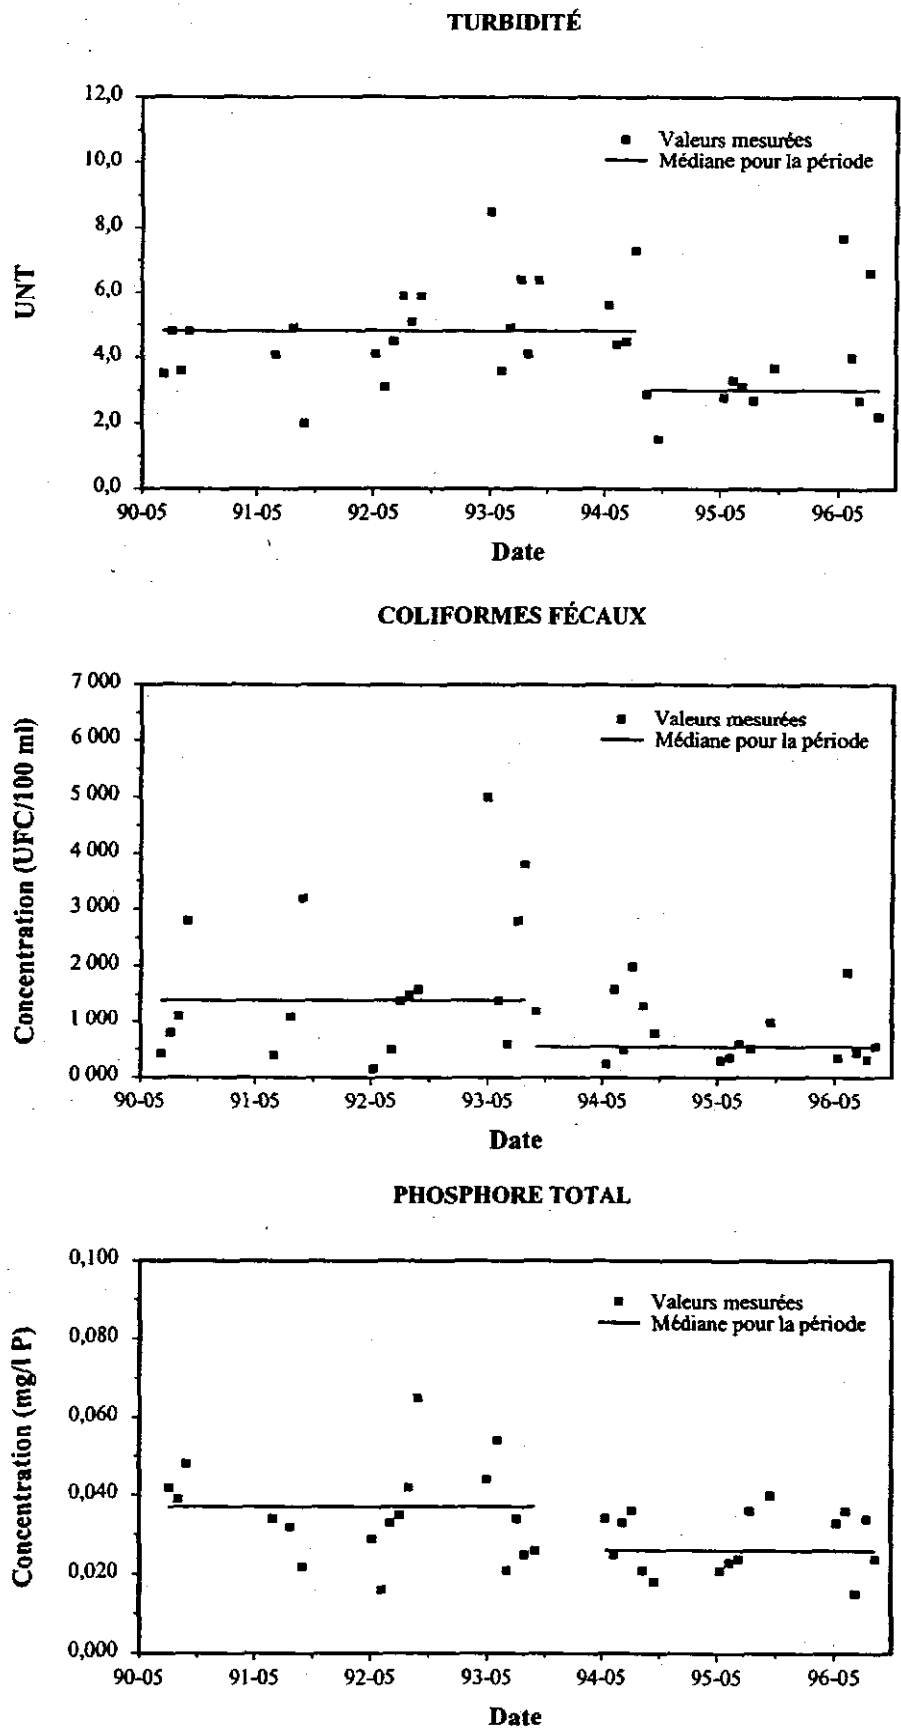 TURBIDITÉ
12,0
10,0
8,0
6,0
4,0
2,0
0,0
UNT
Valeurs mesurées
Médiane pour la période
90-05 91-05 92-05 93-05 94-05 95-05 96-05
Date
COLIFORMES FÉCAUX
7 000
6 000
5 000
4 000
3 000
2 000
1 000
0 000
Concentration (UFC/100 ml)
Valeurs mesurées
Médiane pour la période
90-05 91-05 92-05 93-05 94-05 95-05 96-05
Date
PHOSPHORE TOTAL
0,100
0,080
0,060
0,040
0,020
0,000
Concentration (mg/l P)
Valeurs mesurées
Médiane pour la période
90-05 91-05 92-05 93-05 94-05 95-05 96-05
Date